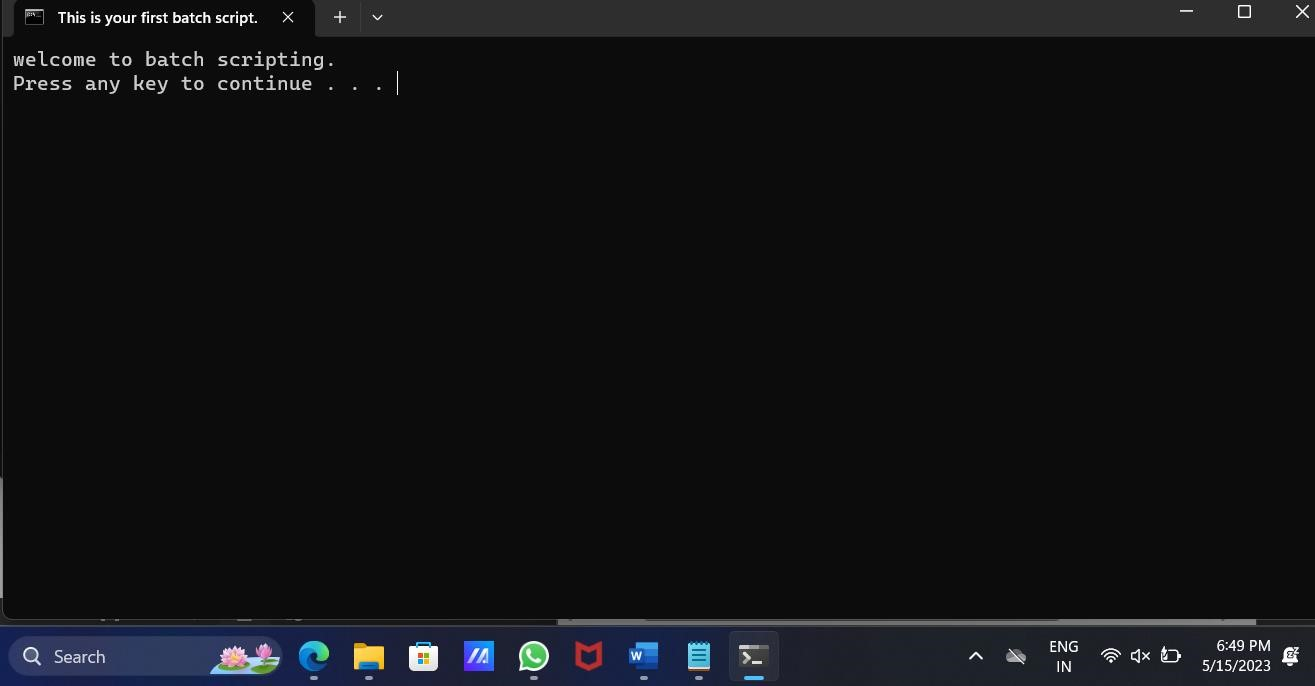 This is your first batch script.
welcome to batch scripting.
Press any key to continue . . .
Search
ENG
IN
6:49 PM
5/15/2023